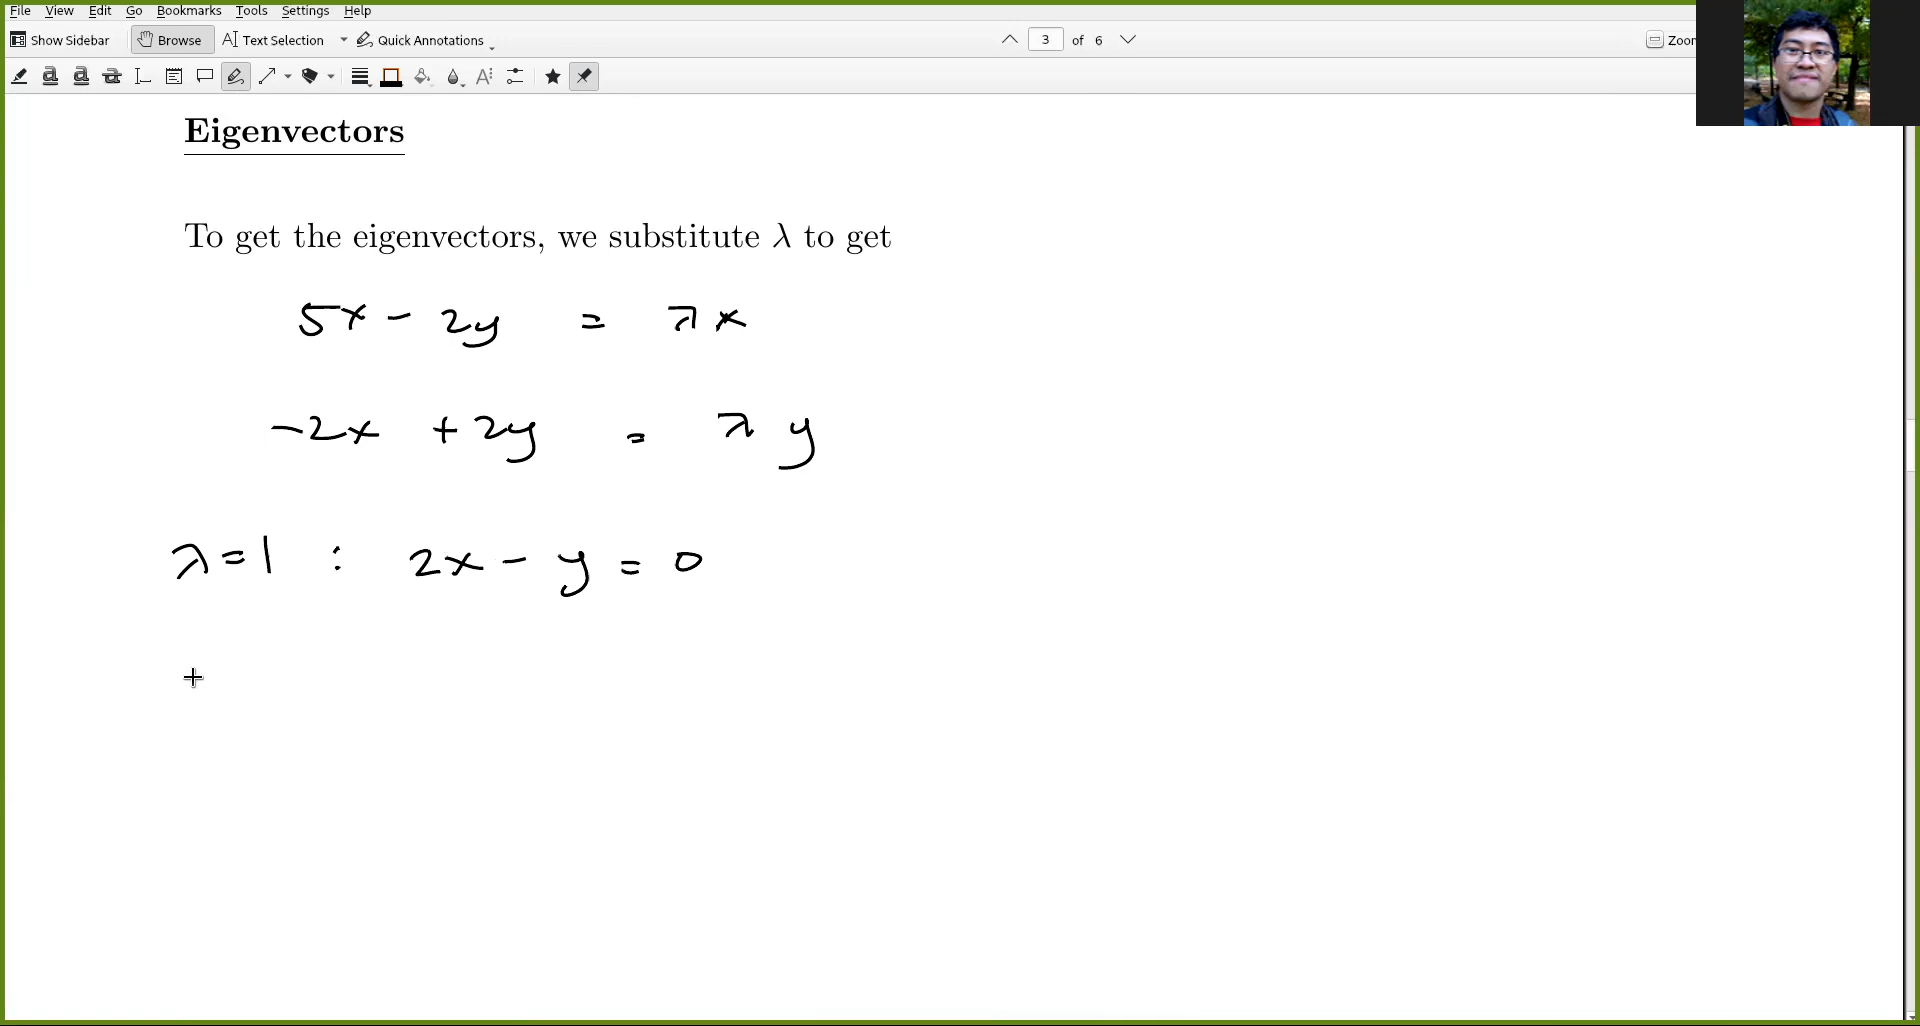 File View Edit Go Bookmarks Tools Settings Help
Show Sidebar Browse Text Selection Quick Annotations 3 of 6
Eigenvectors
To get the eigenvectors, we substitute λ to get
5x - 2y = λx
-2x + 2y = λy
λ=1 : 2x - y = 0